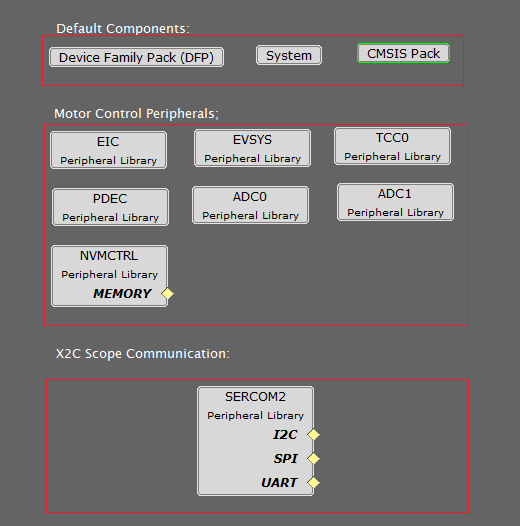 Default Components:
Device Family Pack (DFP)
System
CMSIS Pack
Motor Control Peripherals;
EIC
Peripheral Library
EVSYS
Peripheral Library
TCC0
Peripheral Library
PDEC
Peripheral Library
ADC0
Peripheral Library
ADC1
Peripheral Library
NVMCTRL
Peripheral Library
MEMORY
X2C Scope Communication:
SERCOM2
Peripheral Library
I2C
SPI
UART